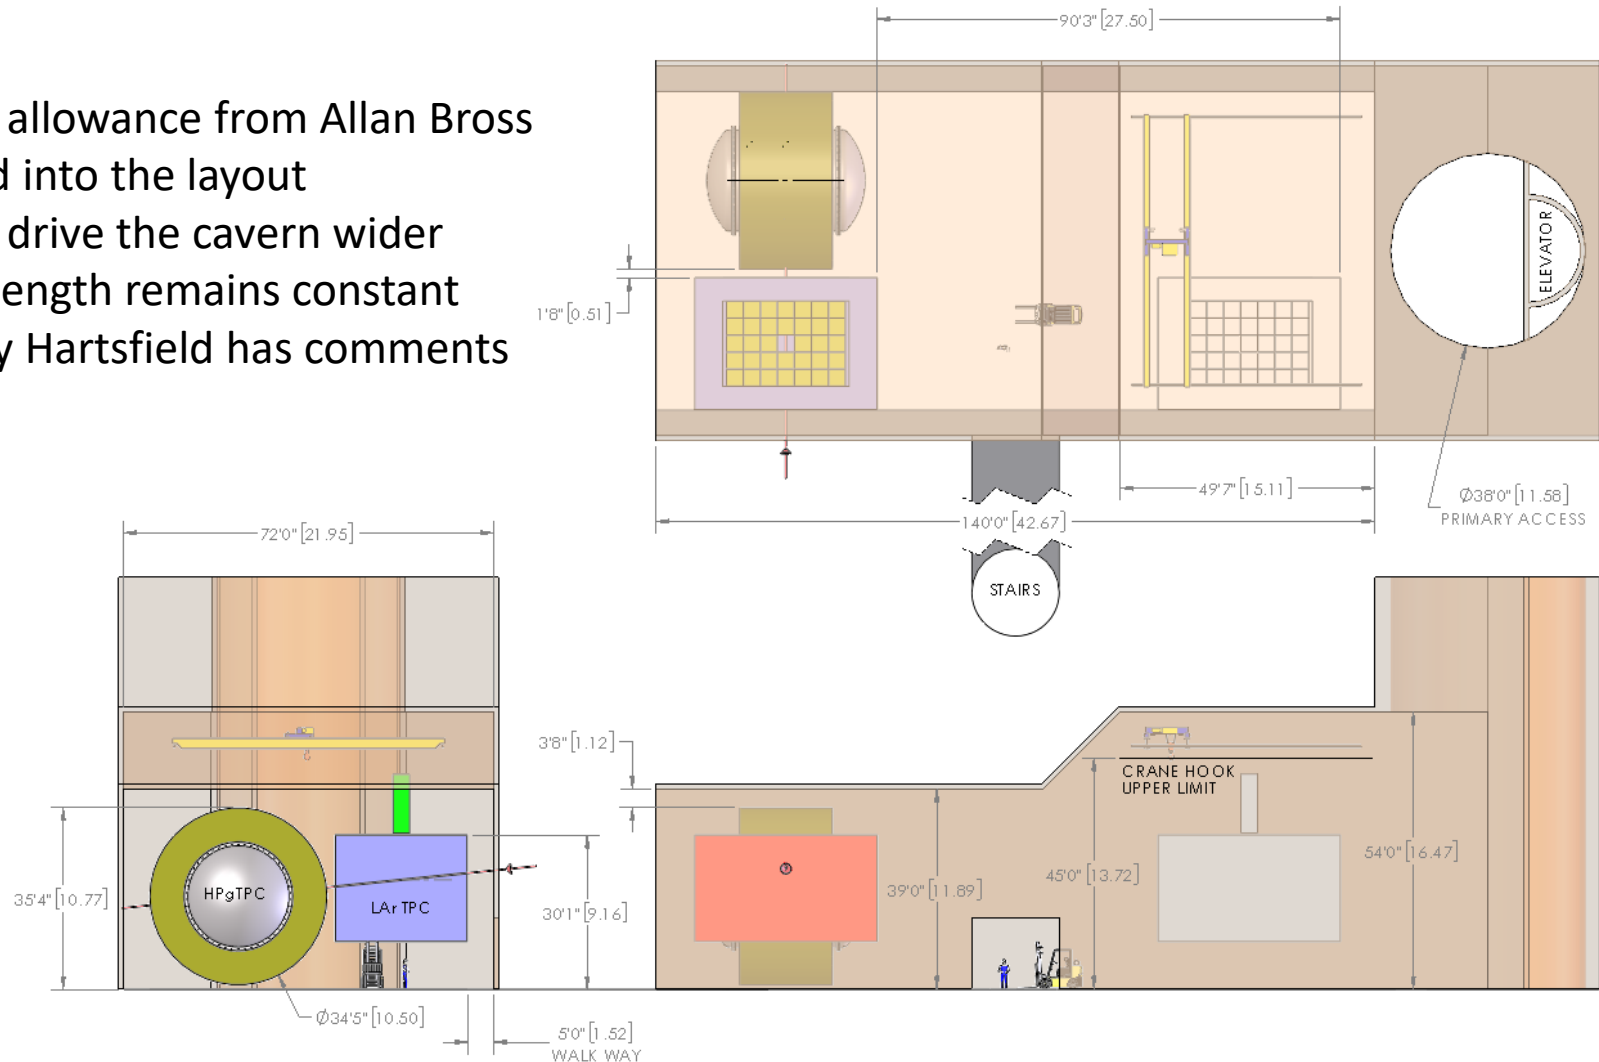 allowance from Allan Bross
d into the layout
drive the cavern wider
ength remains constant
y Hartsfield has comments
90'3" [27.50]
1'8" [0.51]
ELEVATOR
49'7" [15.11]
140'0" [42.67]
Ø38'0" [11.58]
PRIMARY ACCESS
STAIRS
72'0" [21.95]
3'8" [1.12]
CRANE HOOK
UPPER LIMIT
54'0" [16.47]
45'0" [13.72]
39'0" [11.89]
35'4" [10.77]
HPgTPC
LAr TPC
30'1" [9.16]
Ø34'5" [10.50]
5'0" [1.52]
WALK WAY